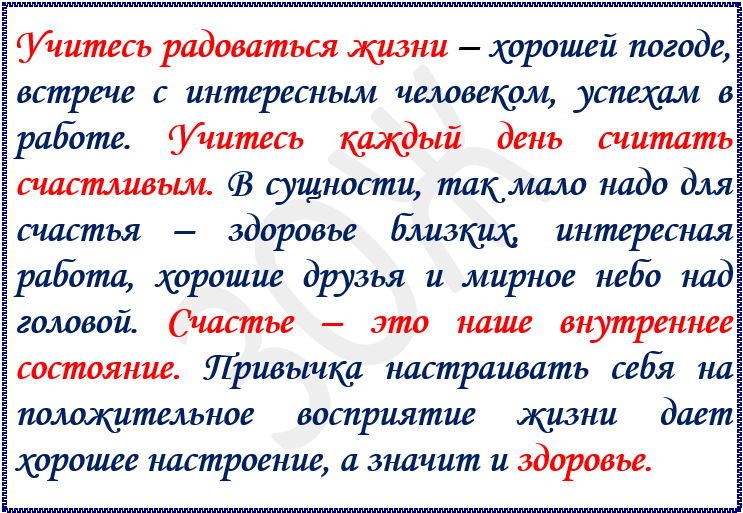 Учитесь радоваться жизни – хорошей погоде,
встрече с интересным человеком, успехам в
работе. Учитесь каждый день считать
счастливым. В сущности, так мало надо для
счастья – здоровье близких, интересная
работа, хорошие друзья и мирное небо над
головой. Счастье – это наше внутреннее
состояние. Привычка настраивать себя на
положительное восприятие жизни дает
хорошее настроение, а значит и здоровье.
ЗОЖ